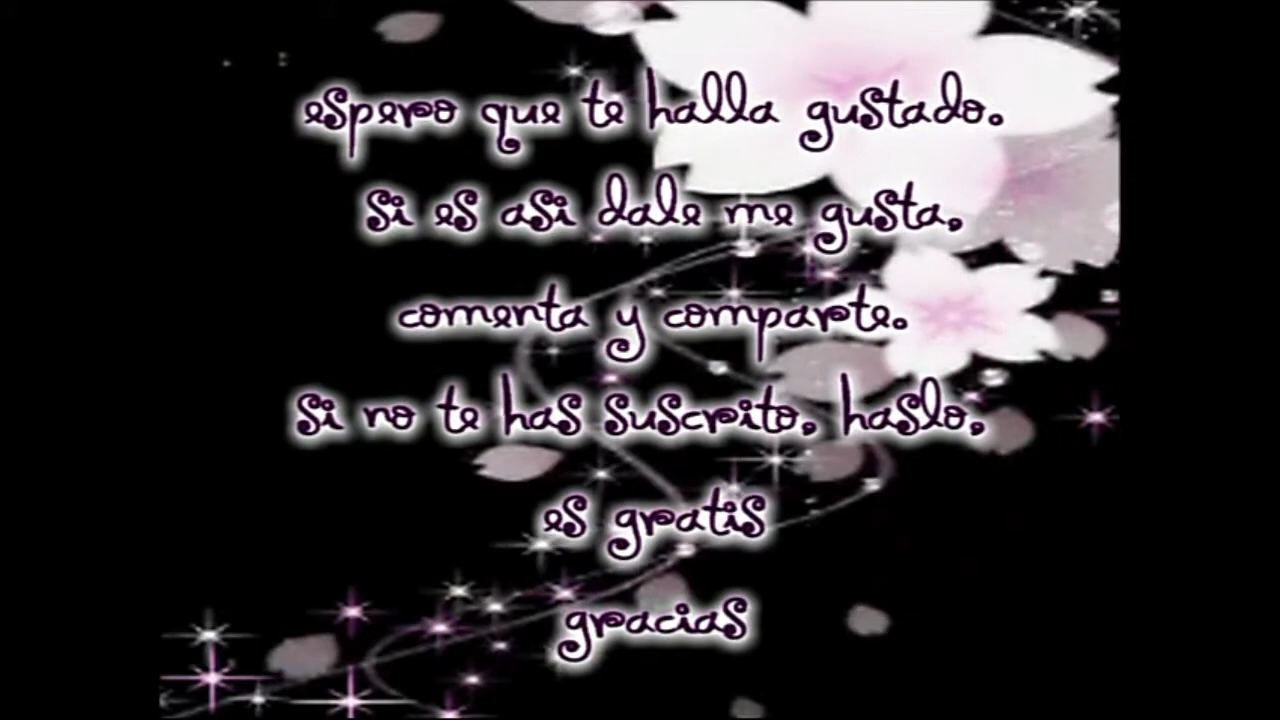 espero que te halla gustado.
si es asi dale me gusta,
comenta y comparte.
si no te has suscrito, haslo,
es gratis
gracias